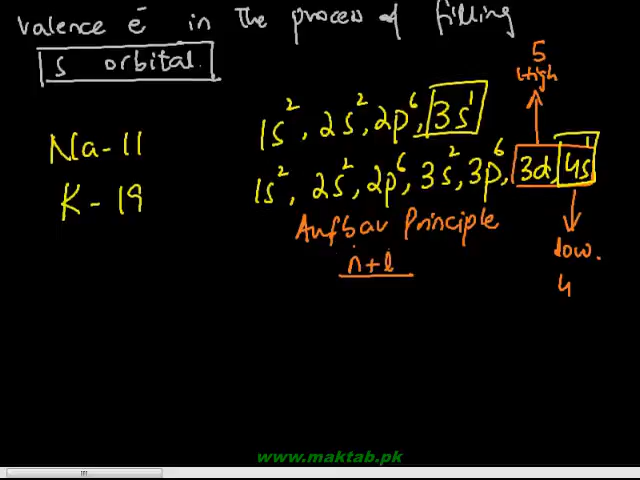 valence e⁻ in the process of filling
s orbital.
5
High
Na-11 1s², 2s², 2p⁶, 3s¹
K-19 1s², 2s², 2p⁶, 3s², 3p⁶, 3d, 4s¹
Aufbau Principle
n+l
low.
4
www.maktab.pk